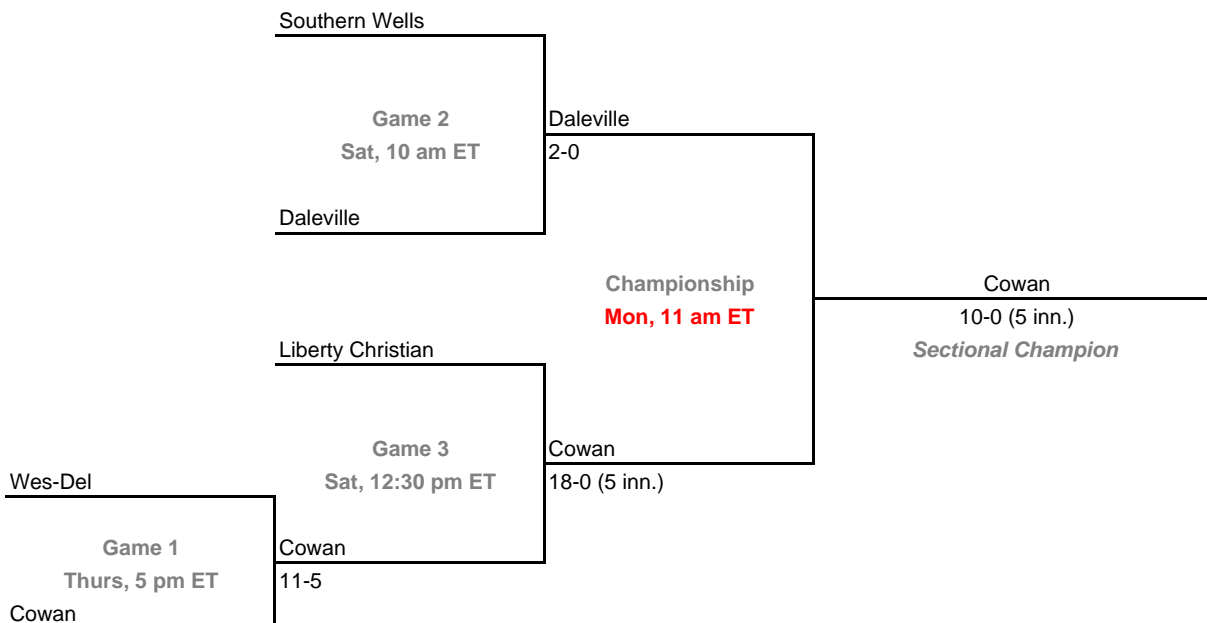 Southern Wells
Game 2
Sat, 10 am ET
Daleville
2-0
Daleville
Championship
Mon, 11 am ET
Cowan
10-0 (5 inn.)
Sectional Champion
Liberty Christian
Game 3
Sat, 12:30 pm ET
Cowan
18-0 (5 inn.)
Wes-Del
Game 1
Thurs, 5 pm ET
Cowan
11-5
Cowan